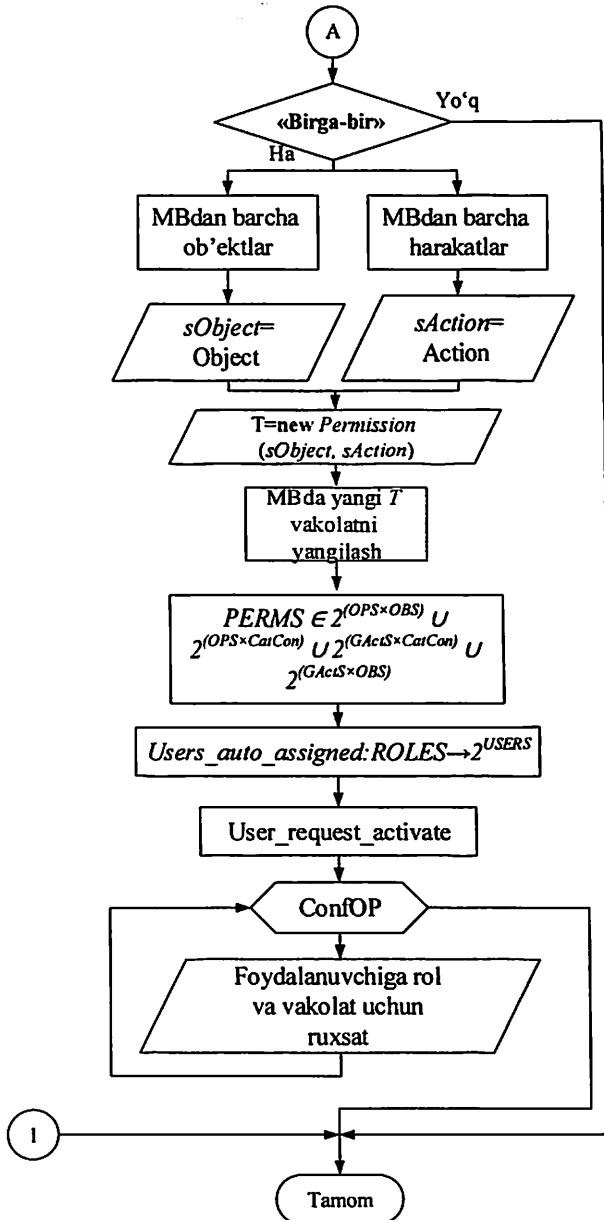 A
«Birga-bir»
Yo‘q
Ha
MBdan barcha
ob’ektlar
MBdan barcha
harakatlar
sObject=
Object
sAction=
Action
T=new Permission
(sObject, sAction)
MBda yangi T
vakolatni
yangilash
PERMS ∈ 2^(OPS×OBS) ∪
2^(OPS×CatCon) ∪ 2^(GActS×CatCon) ∪
2^(GActS×OBS)
Users_auto_assigned:ROLES→2^USERS
User_request_activate
ConfOP
Foydalanuvchiga rol
va vakolat uchun
ruxsat
1
Tamom